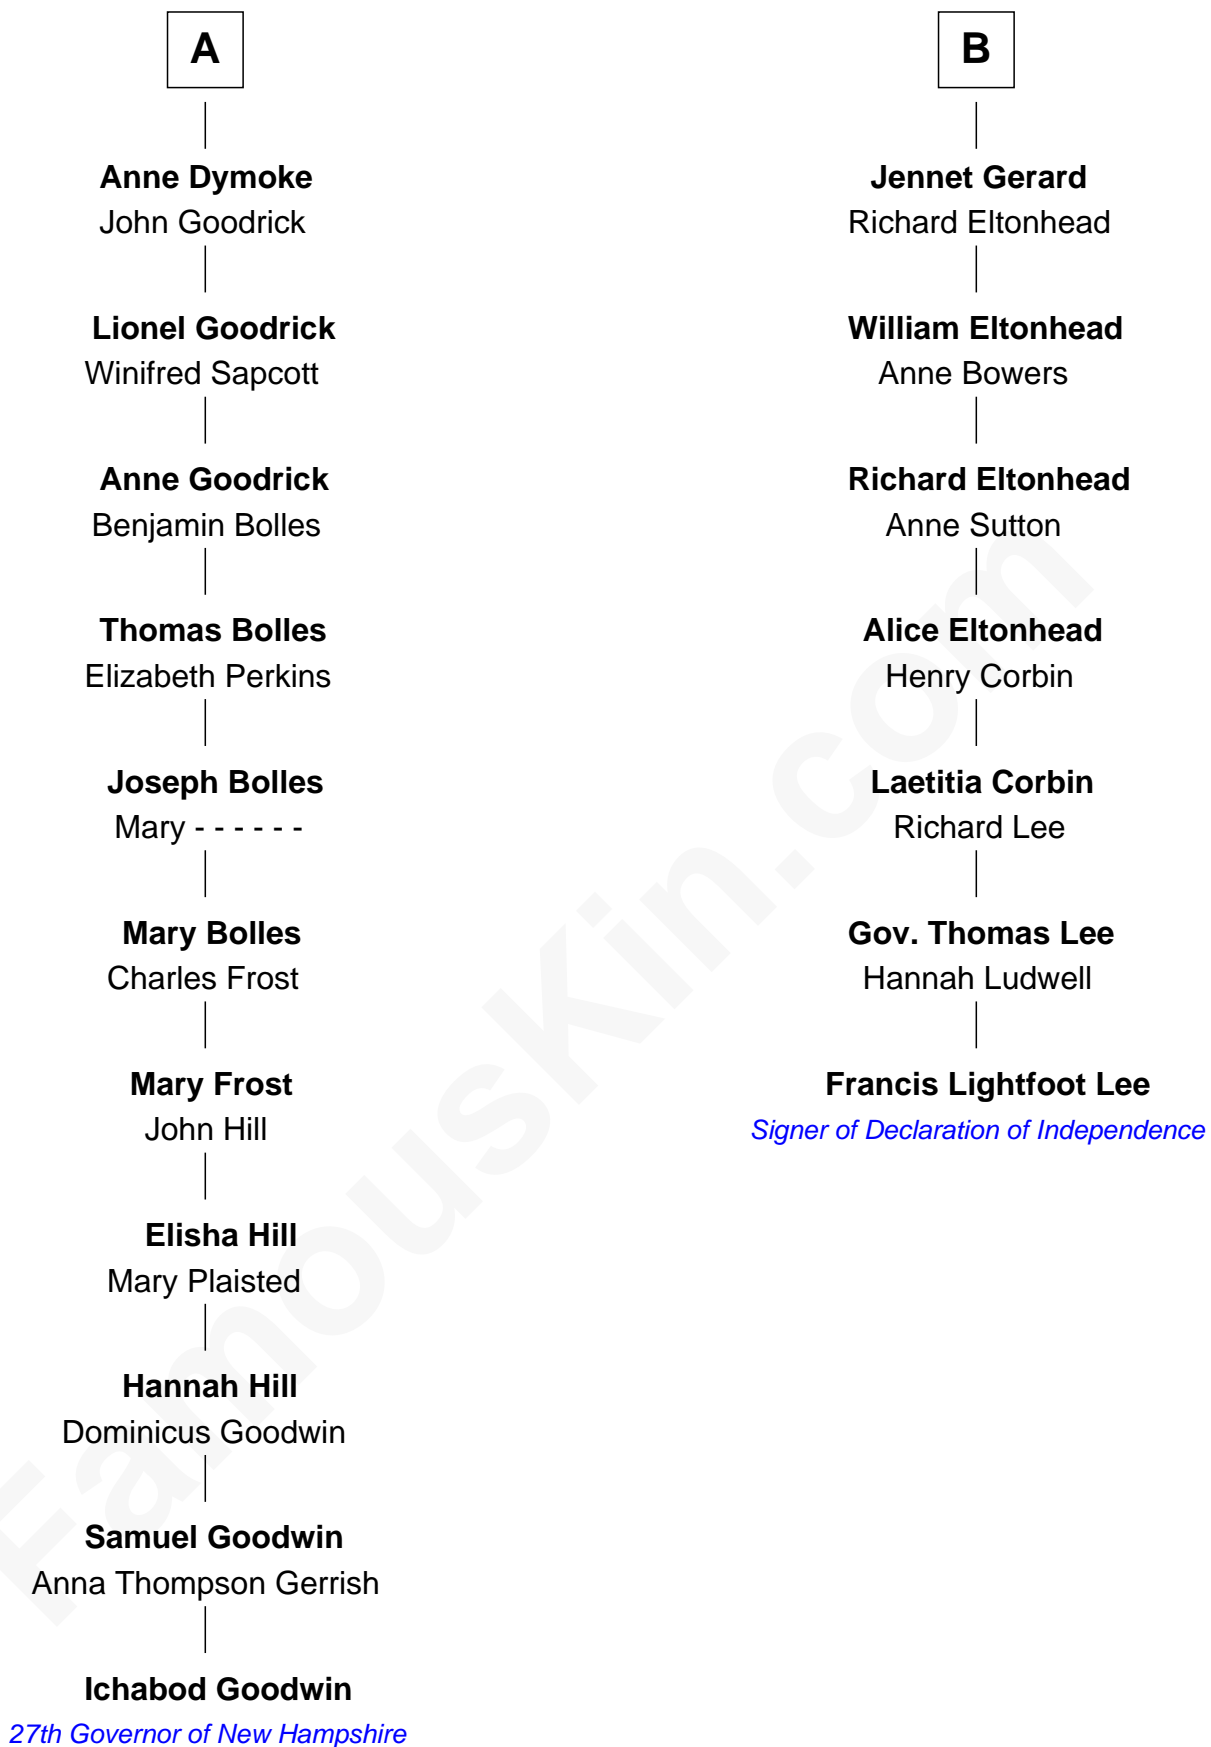 A
Anne Dymoke
John Goodrick
Lionel Goodrick
Winifred Sapcott
Anne Goodrick
Benjamin Bolles
Thomas Bolles
Elizabeth Perkins
Joseph Bolles
Mary - - - - - -
Mary Bolles
Charles Frost
Mary Frost
John Hill
Elisha Hill
Mary Plaisted
Hannah Hill
Dominicus Goodwin
Samuel Goodwin
Anna Thompson Gerrish
Ichabod Goodwin
27th Governor of New Hampshire
B
Jennet Gerard
Richard Eltonhead
William Eltonhead
Anne Bowers
Richard Eltonhead
Anne Sutton
Alice Eltonhead
Henry Corbin
Laetitia Corbin
Richard Lee
Gov. Thomas Lee
Hannah Ludwell
Francis Lightfoot Lee
Signer of Declaration of Independence
FamousKin.com